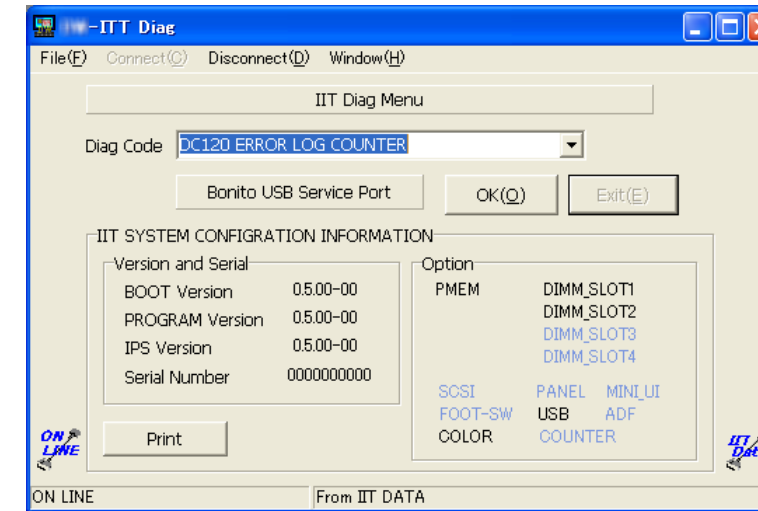 -ITT Diag
File(F) Connect(C) Disconnect(D) Window(H)
IIT Diag Menu
Diag Code DC120 ERROR LOG COUNTER
Bonito USB Service Port OK(O) Exit(E)
IIT SYSTEM CONFIGRATION INFORMATION
Version and Serial
BOOT Version 0.5.00-00
PROGRAM Version 0.5.00-00
IPS Version 0.5.00-00
Serial Number 0000000000
Print
Option
PMEM DIMM_SLOT1
DIMM_SLOT2
DIMM_SLOT3
DIMM_SLOT4
SCSI PANEL MINI_UI
FOOT-SW USB ADF
COLOR COUNTER
ON LINE
IIT
ON LINE From IIT DATA